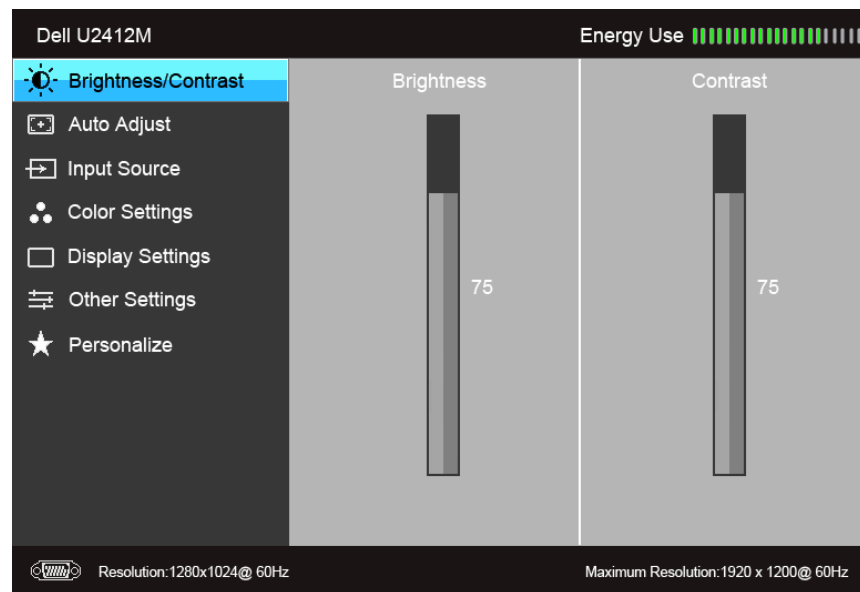 Dell U2412M
Energy Use
Brightness/Contrast
Auto Adjust
Input Source
Color Settings
Display Settings
Other Settings
Personalize
Brightness
75
Contrast
75
Resolution:1280x1024@ 60Hz
Maximum Resolution:1920 x 1200@ 60Hz